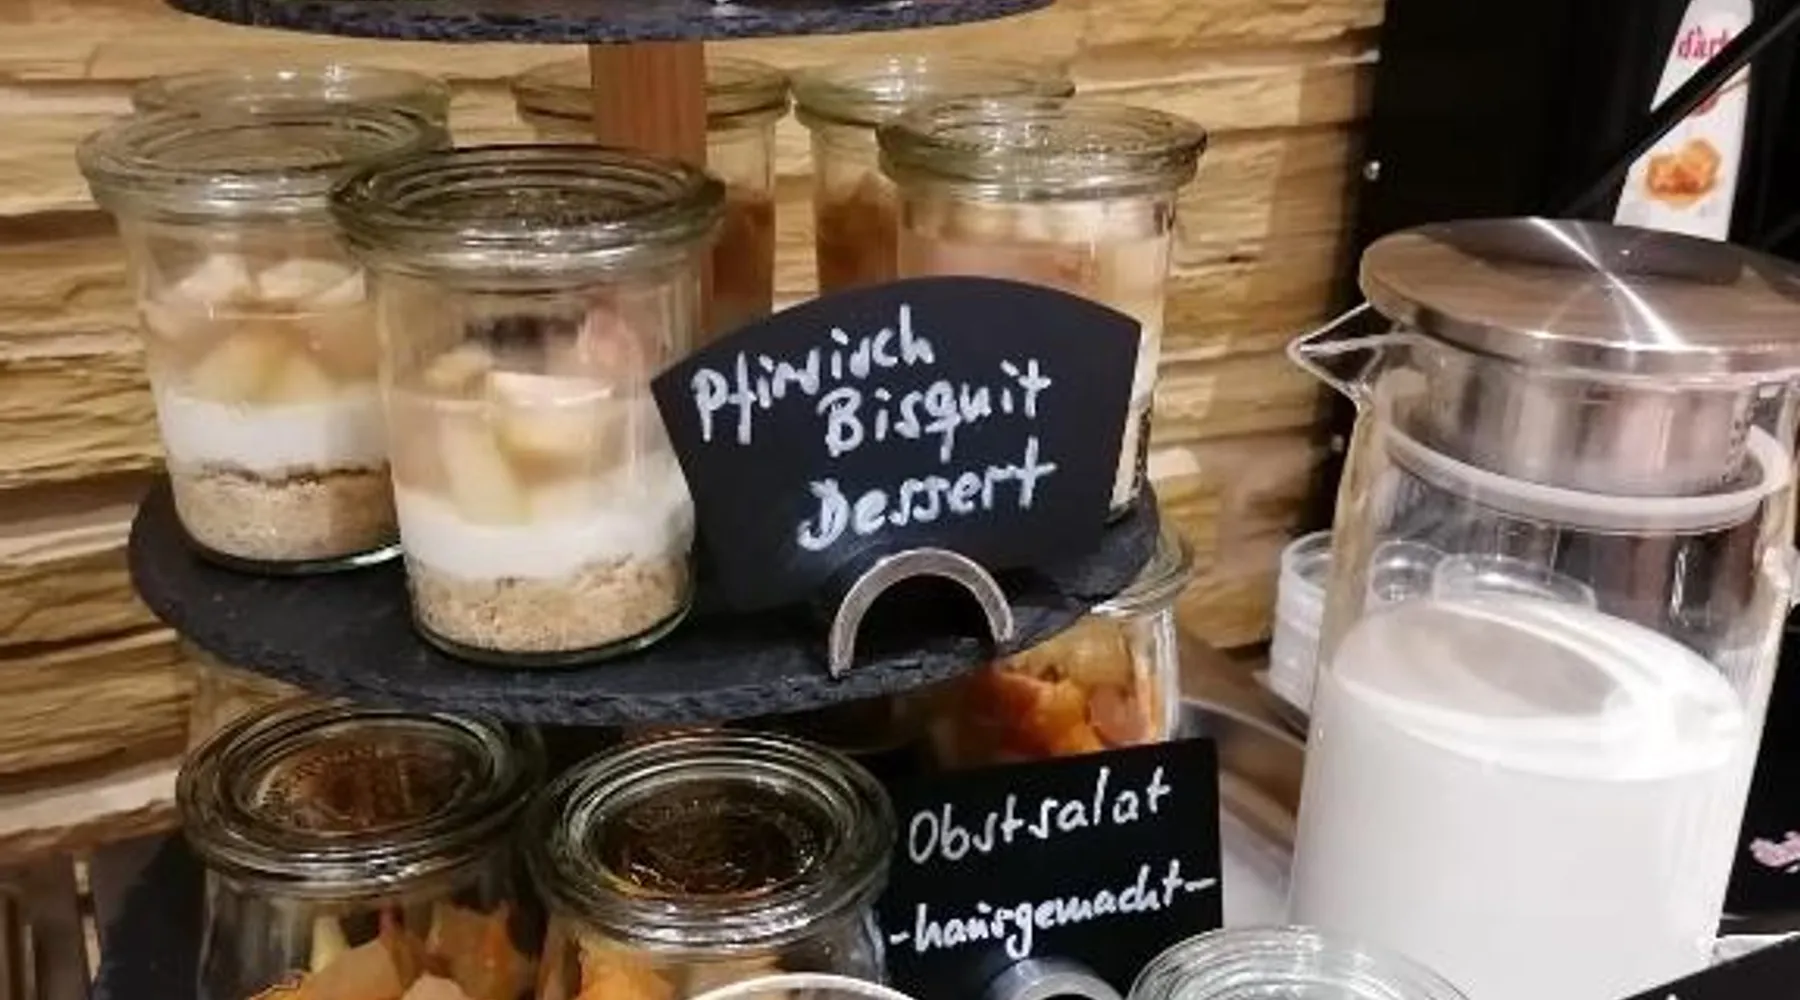 Pfirsich
Bisquit
Dessert
Obstsalat
-hausgemacht-